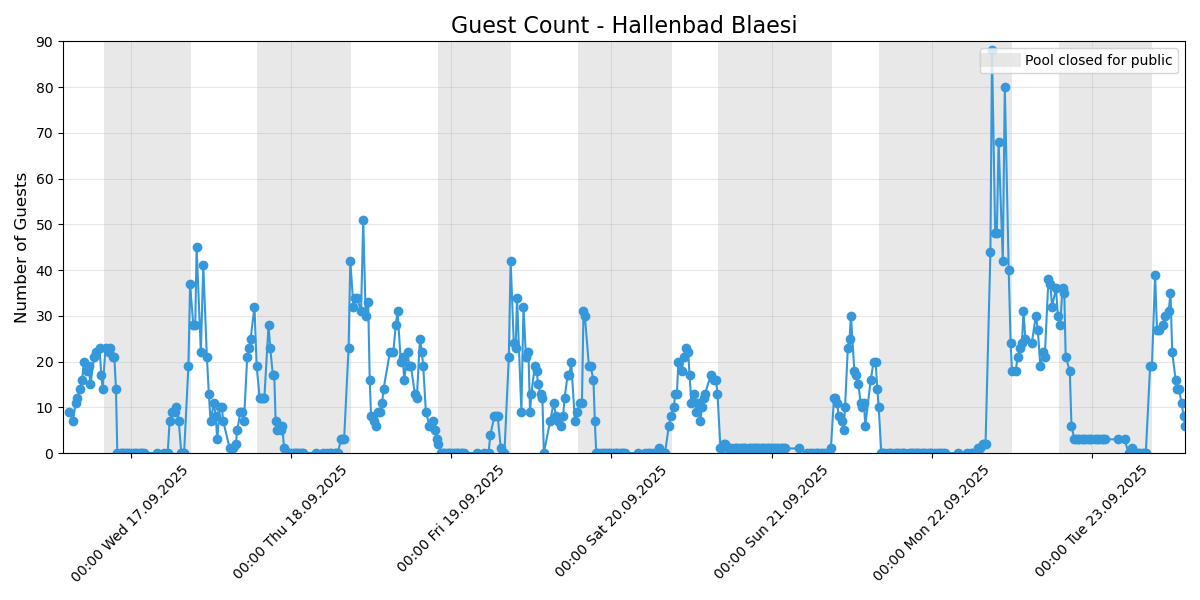 Guest Count - Hallenbad Blaesi
Pool closed for public
Number of Guests
90
80
70
60
50
40
30
20
10
0
00:00 Wed 17.09.2025
00:00 Thu 18.09.2025
00:00 Fri 19.09.2025
00:00 Sat 20.09.2025
00:00 Sun 21.09.2025
00:00 Mon 22.09.2025
00:00 Tue 23.09.2025